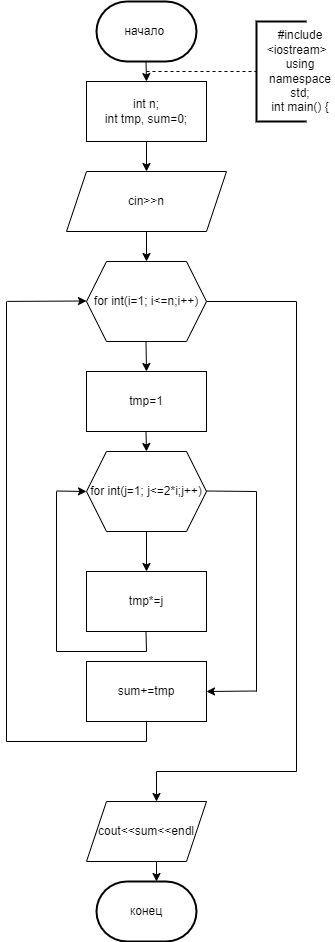 начало
#include
<iostream>
using
namespace
std;
int main() {
int n;
int tmp, sum=0;
cin>>n
for int(i=1; i<=n;i++)
tmp=1
for int(j=1; j<=2*i;j++)
tmp*=j
sum+=tmp
cout<<sum<<endl
конец